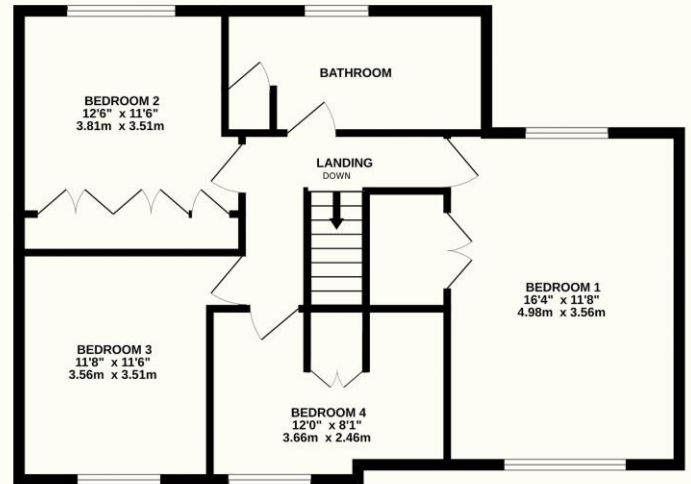 BATHROOM
BEDROOM 2
12'6" x 11'6"
3.81m x 3.51m
LANDING
DOWN
BEDROOM 1
16'4" x 11'8"
4.98m x 3.56m
BEDROOM 3
11'8" x 11'6"
3.56m x 3.51m
BEDROOM 4
12'0" x 8'1"
3.66m x 2.46m